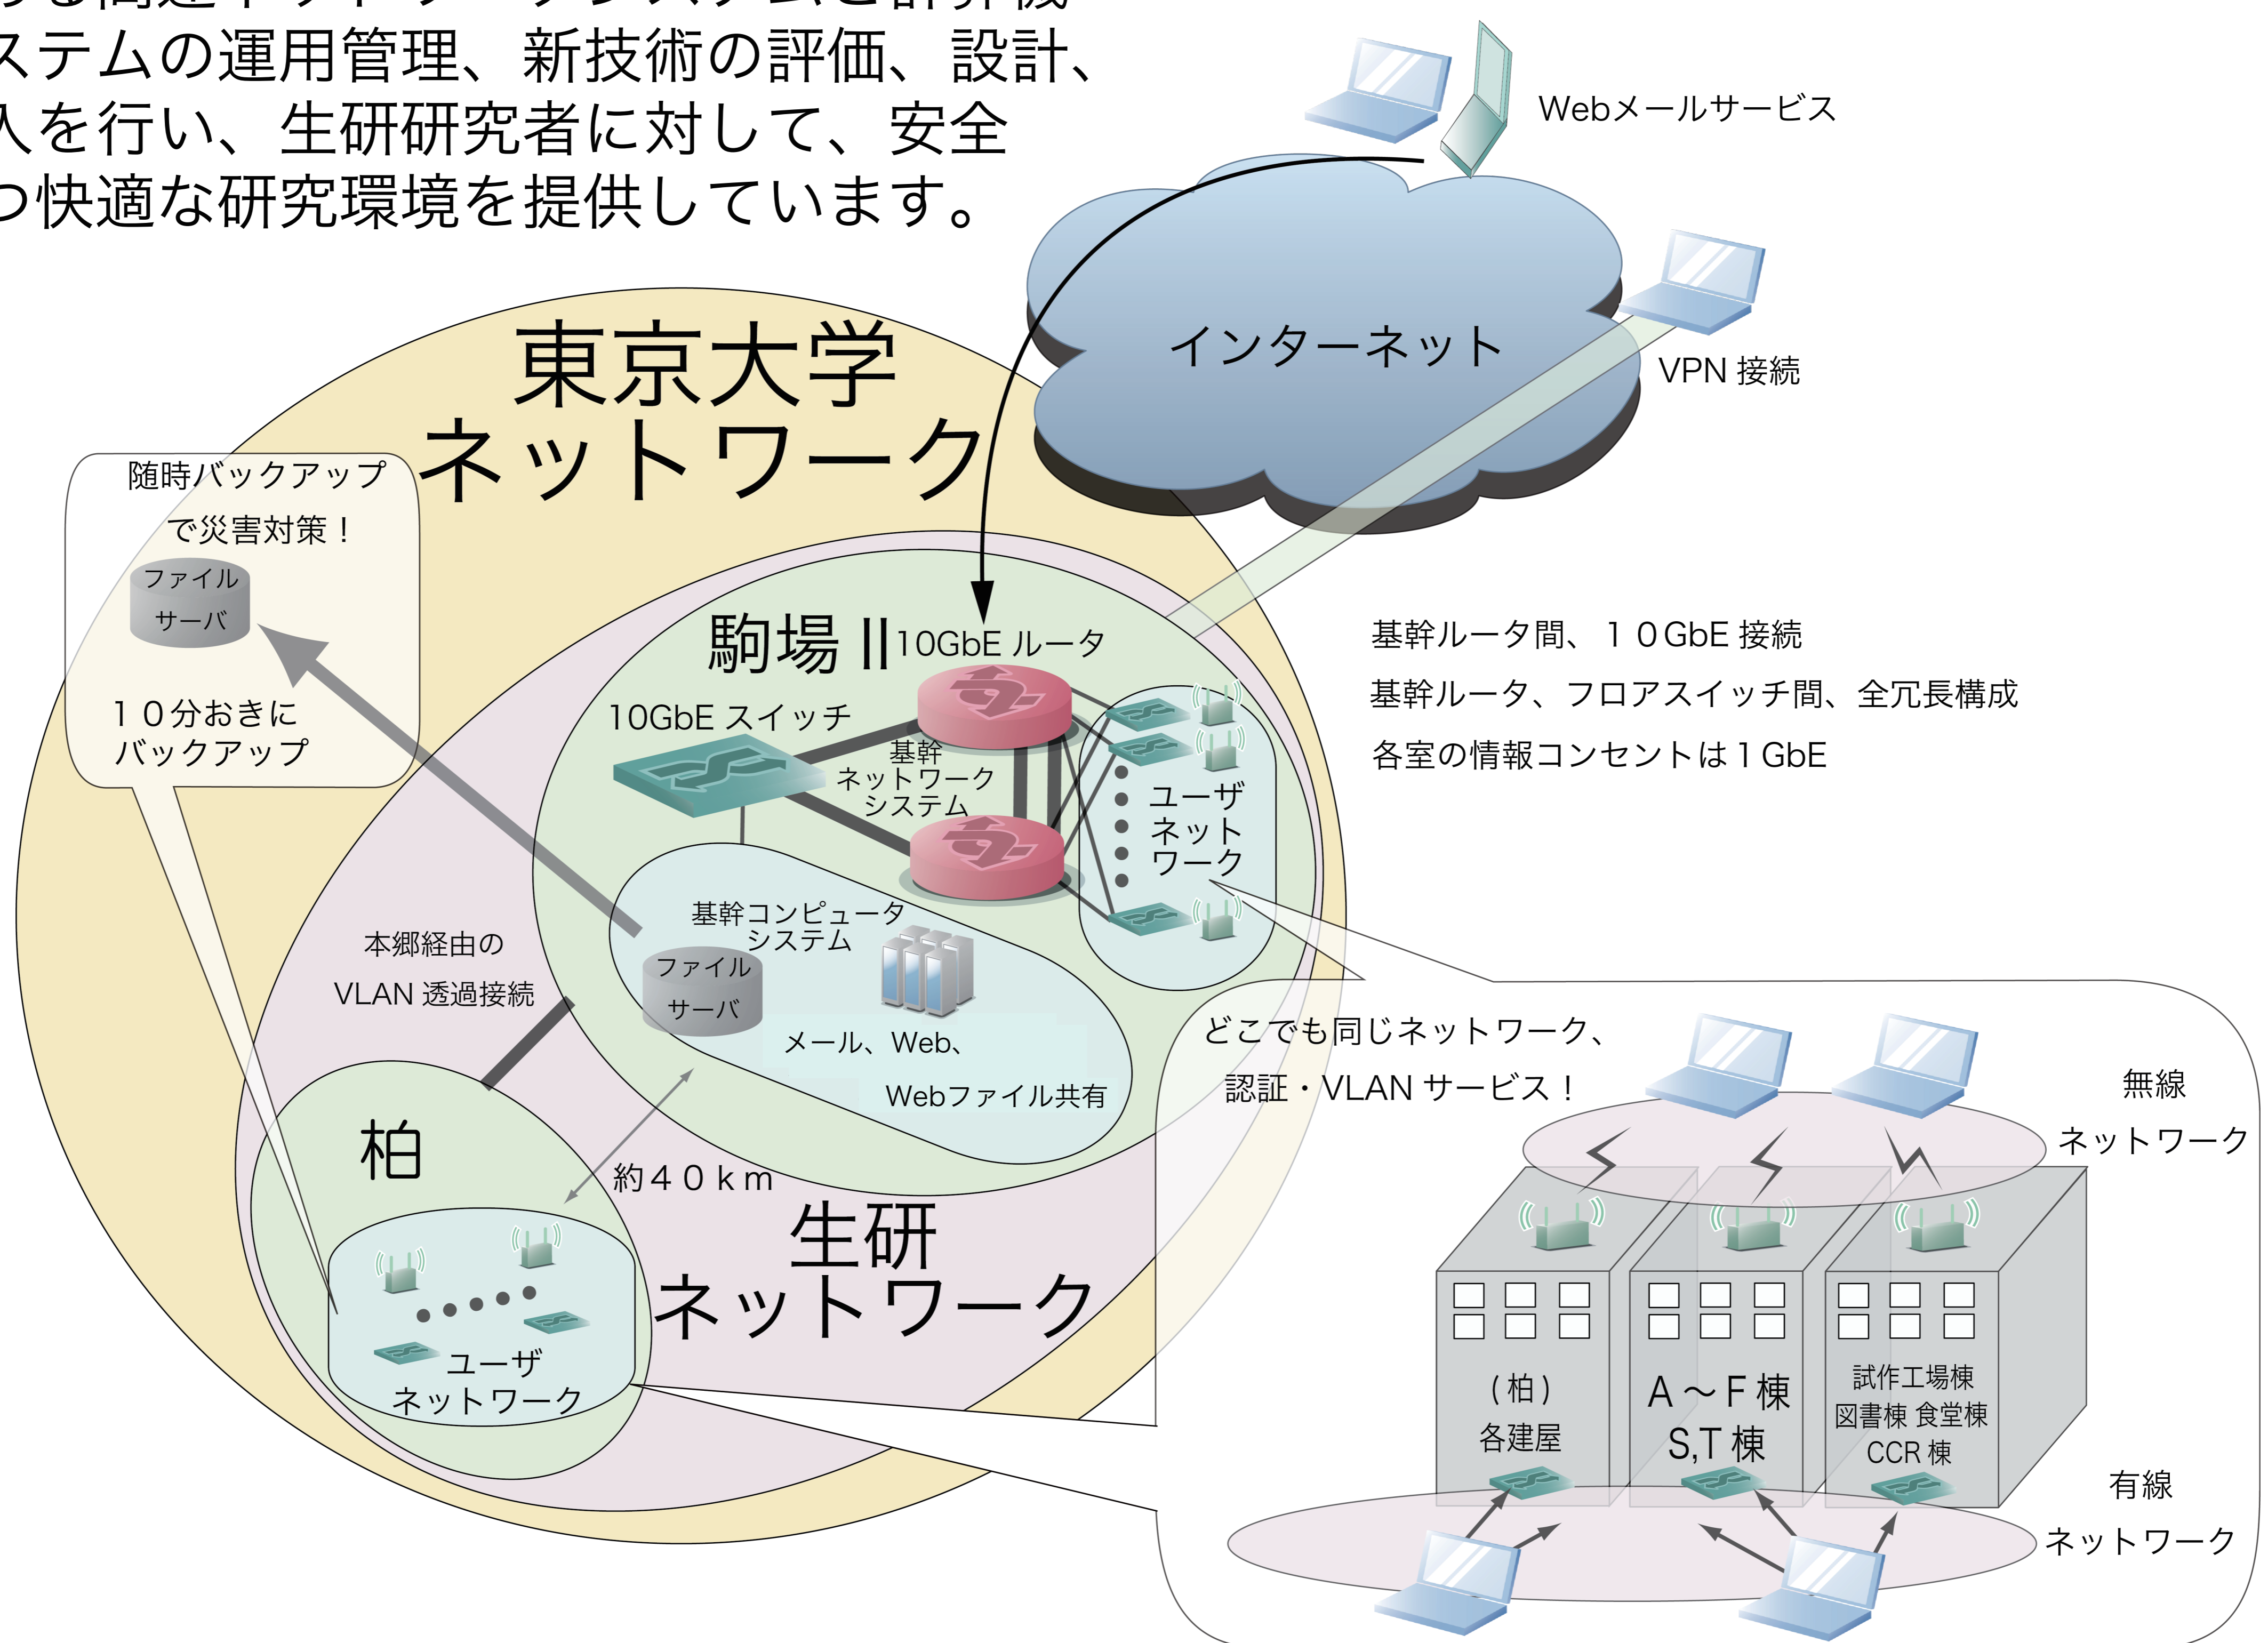 ステムの運用管理、新技術の評価、設計、
入を行い、生研研究者に対して、安全
つ快適な研究環境を提供しています。
Webメールサービス
インターネット
VPN 接続
東京大学
ネットワーク
随時バックアップ
で災害対策！
ファイル
サーバ
１０分おきに
バックアップ
駒場 II
10GbE ルータ
10GbE スイッチ
基幹
ネットワーク
システム
ユーザ
ネット
ワーク
基幹ルータ間、１０GbE 接続
基幹ルータ、フロアスイッチ間、全冗長構成
各室の情報コンセントは１GbE
基幹コンピュータ
システム
ファイル
サーバ
メール、Web、
Webファイル共有
本郷経由の
VLAN 透過接続
柏
約４０ｋｍ
生研
ネットワーク
ユーザ
ネットワーク
どこでも同じネットワーク、
認証・VLAN サービス！
無線
ネットワーク
（柏）
各建屋
A ～ F 棟
S,T 棟
試作工場棟
図書棟 食堂棟
CCR 棟
有線
ネットワーク